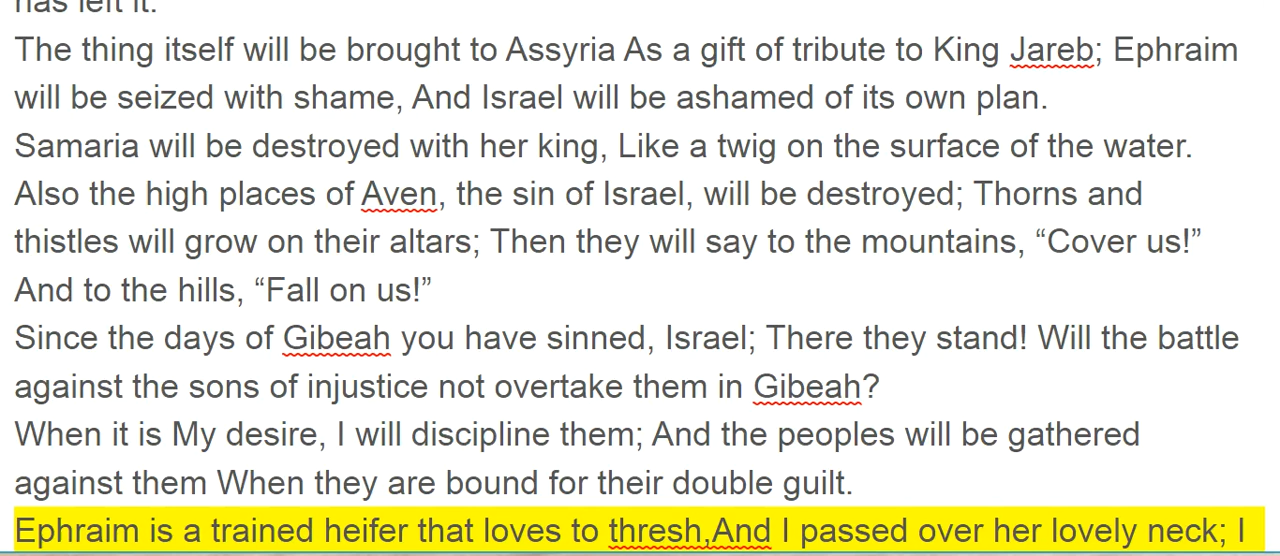 has left it.
The thing itself will be brought to Assyria As a gift of tribute to King Jareb; Ephraim
will be seized with shame, And Israel will be ashamed of its own plan.
Samaria will be destroyed with her king, Like a twig on the surface of the water.
Also the high places of Aven, the sin of Israel, will be destroyed; Thorns and
thistles will grow on their altars; Then they will say to the mountains, “Cover us!”
And to the hills, “Fall on us!”
Since the days of Gibeah you have sinned, Israel; There they stand! Will the battle
against the sons of injustice not overtake them in Gibeah?
When it is My desire, I will discipline them; And the peoples will be gathered
against them When they are bound for their double guilt.
Ephraim is a trained heifer that loves to thresh,And I passed over her lovely neck; I